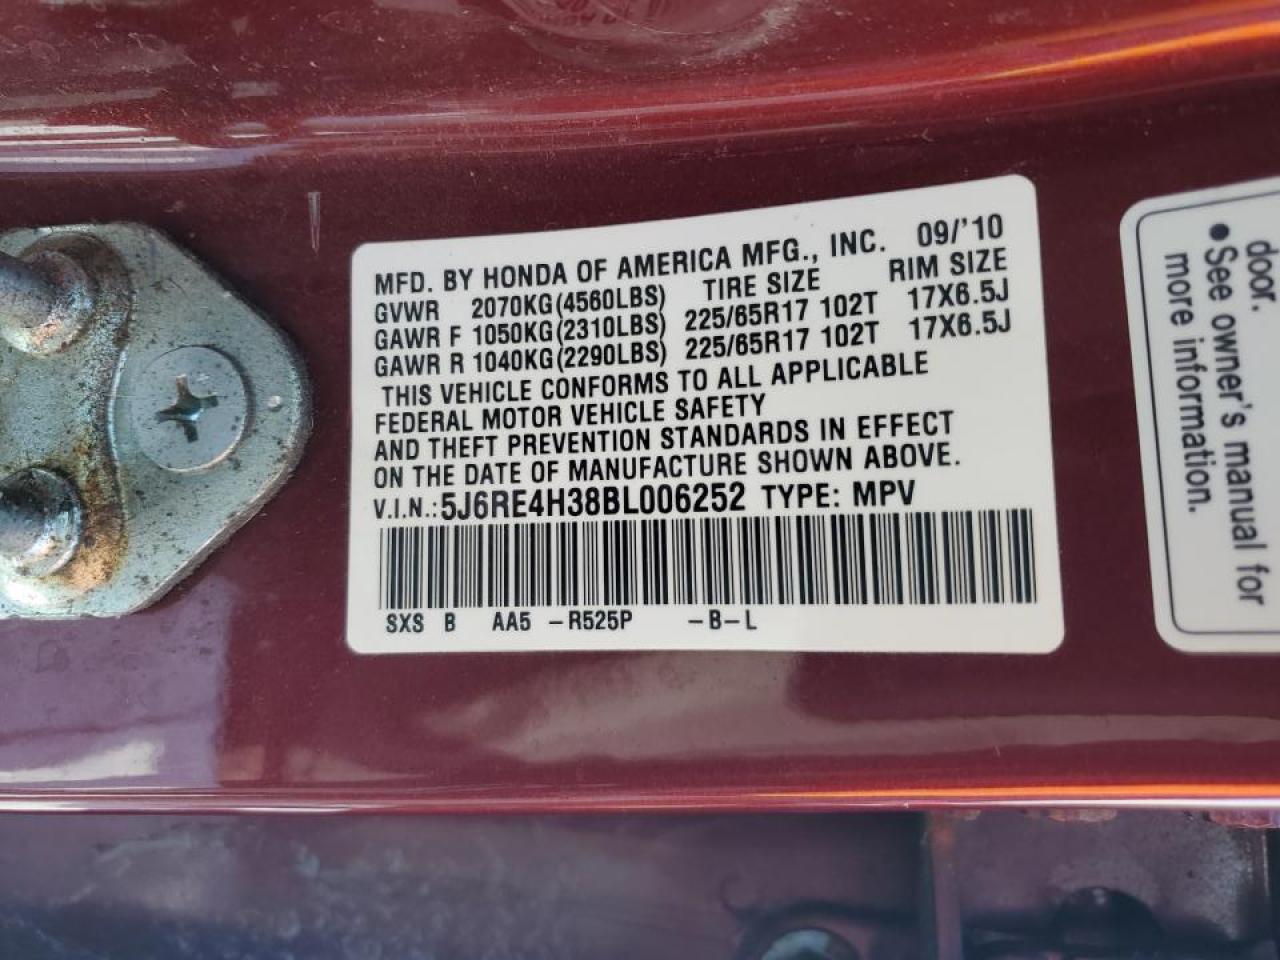 MFD. BY HONDA OF AMERICA MFG., INC. 09/'10
GVWR 2070KG(4560LBS) TIRE SIZE RIM SIZE
GAWR F 1050KG(2310LBS) 225/65R17 102T 17X6.5J
GAWR R 1040KG(2290LBS) 225/65R17 102T 17X6.5J
THIS VEHICLE CONFORMS TO ALL APPLICABLE
FEDERAL MOTOR VEHICLE SAFETY
AND THEFT PREVENTION STANDARDS IN EFFECT
ON THE DATE OF MANUFACTURE SHOWN ABOVE.
V.I.N.: 5J6RE4H38BL006252 TYPE: MPV
SXS B AA5 -R525P -B-L
door.
●See owner's manual for
more information.